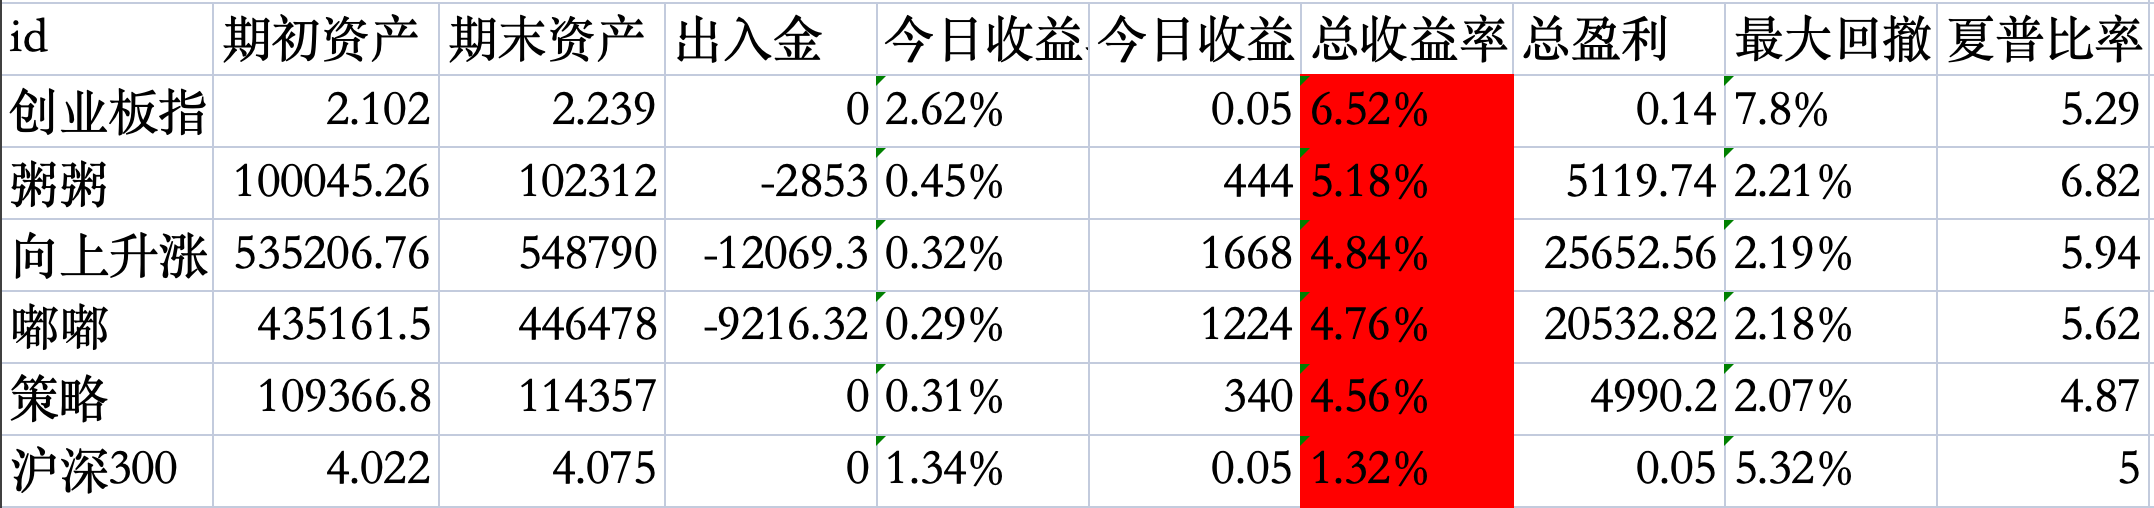 id 期初资产 期末资产 出入金 今日收益 今日收益 总收益率 总盈利 最大回撤 夏普比率
创业板指 2.102 2.239 0 2.62% 0.05 6.52% 0.14 7.8% 5.29
粥粥 100045.26 102312 -2853 0.45% 444 5.18% 5119.74 2.21% 6.82
向上升涨 535206.76 548790 -12069.3 0.32% 1668 4.84% 25652.56 2.19% 5.94
嘟嘟 435161.5 446478 -9216.32 0.29% 1224 4.76% 20532.82 2.18% 5.62
策略 109366.8 114357 0 0.31% 340 4.56% 4990.2 2.07% 4.87
沪深300 4.022 4.075 0 1.34% 0.05 1.32% 0.05 5.32% 5